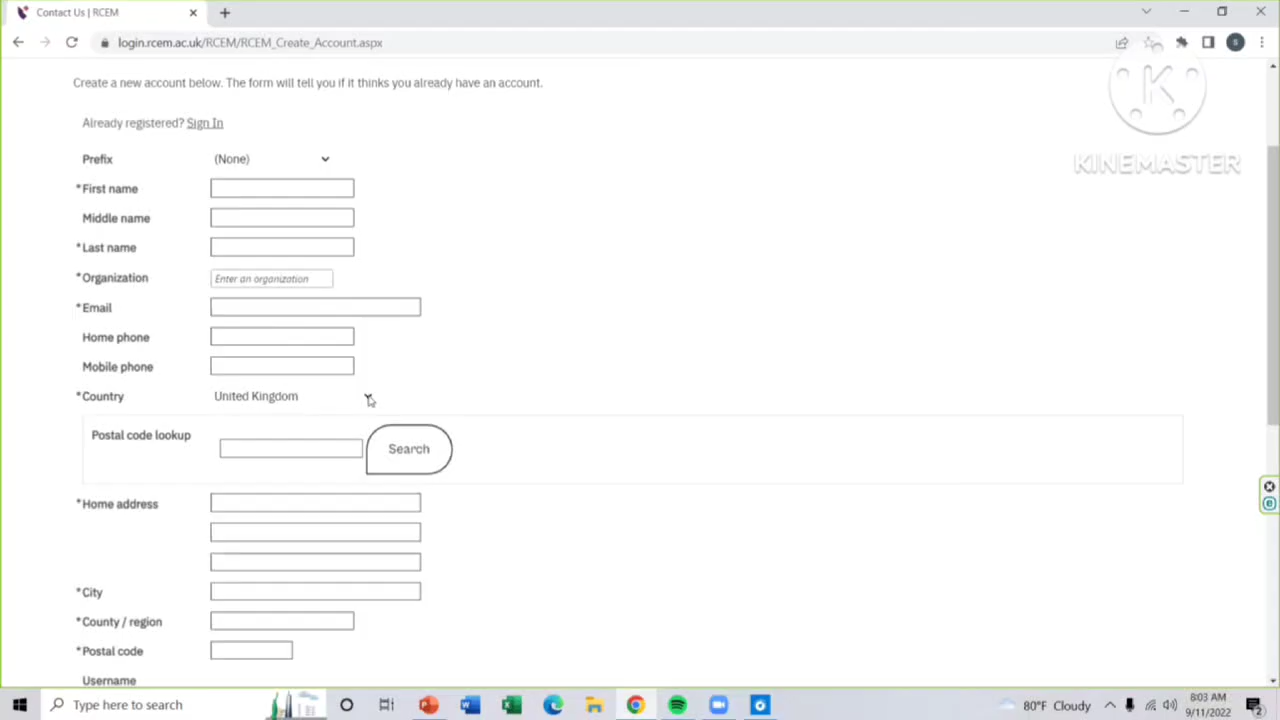 Contact Us | RCEM
login.rcem.ac.uk/RCEM/RCEM_Create_Account.aspx
S
Create a new account below. The form will tell you if it thinks you already have an account.
K
KINEMASTER
Already registered? Sign In
Prefix (None)
*First name
Middle name
*Last name
*Organization Enter an organization
*Email
Home phone
Mobile phone
*Country United Kingdom
Postal code lookup Search
*Home address
*City
*County / region
*Postal code
Username
Type here to search
80°F Cloudy
8:03 AM
9/11/2022
2